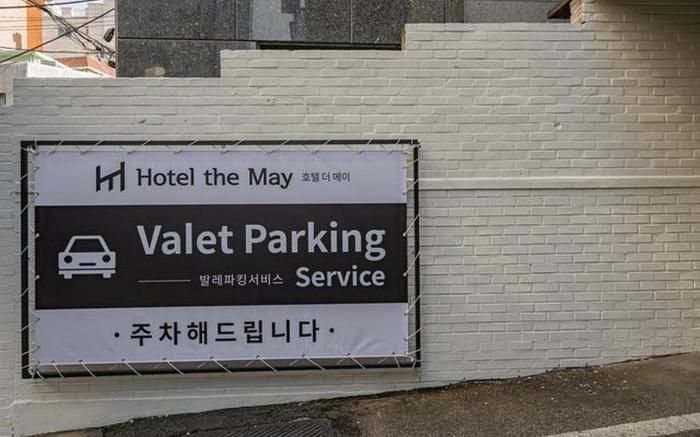 Hotel the May 호텔 더 메이
Valet Parking
발레파킹서비스 Service
·주차해드립니다·